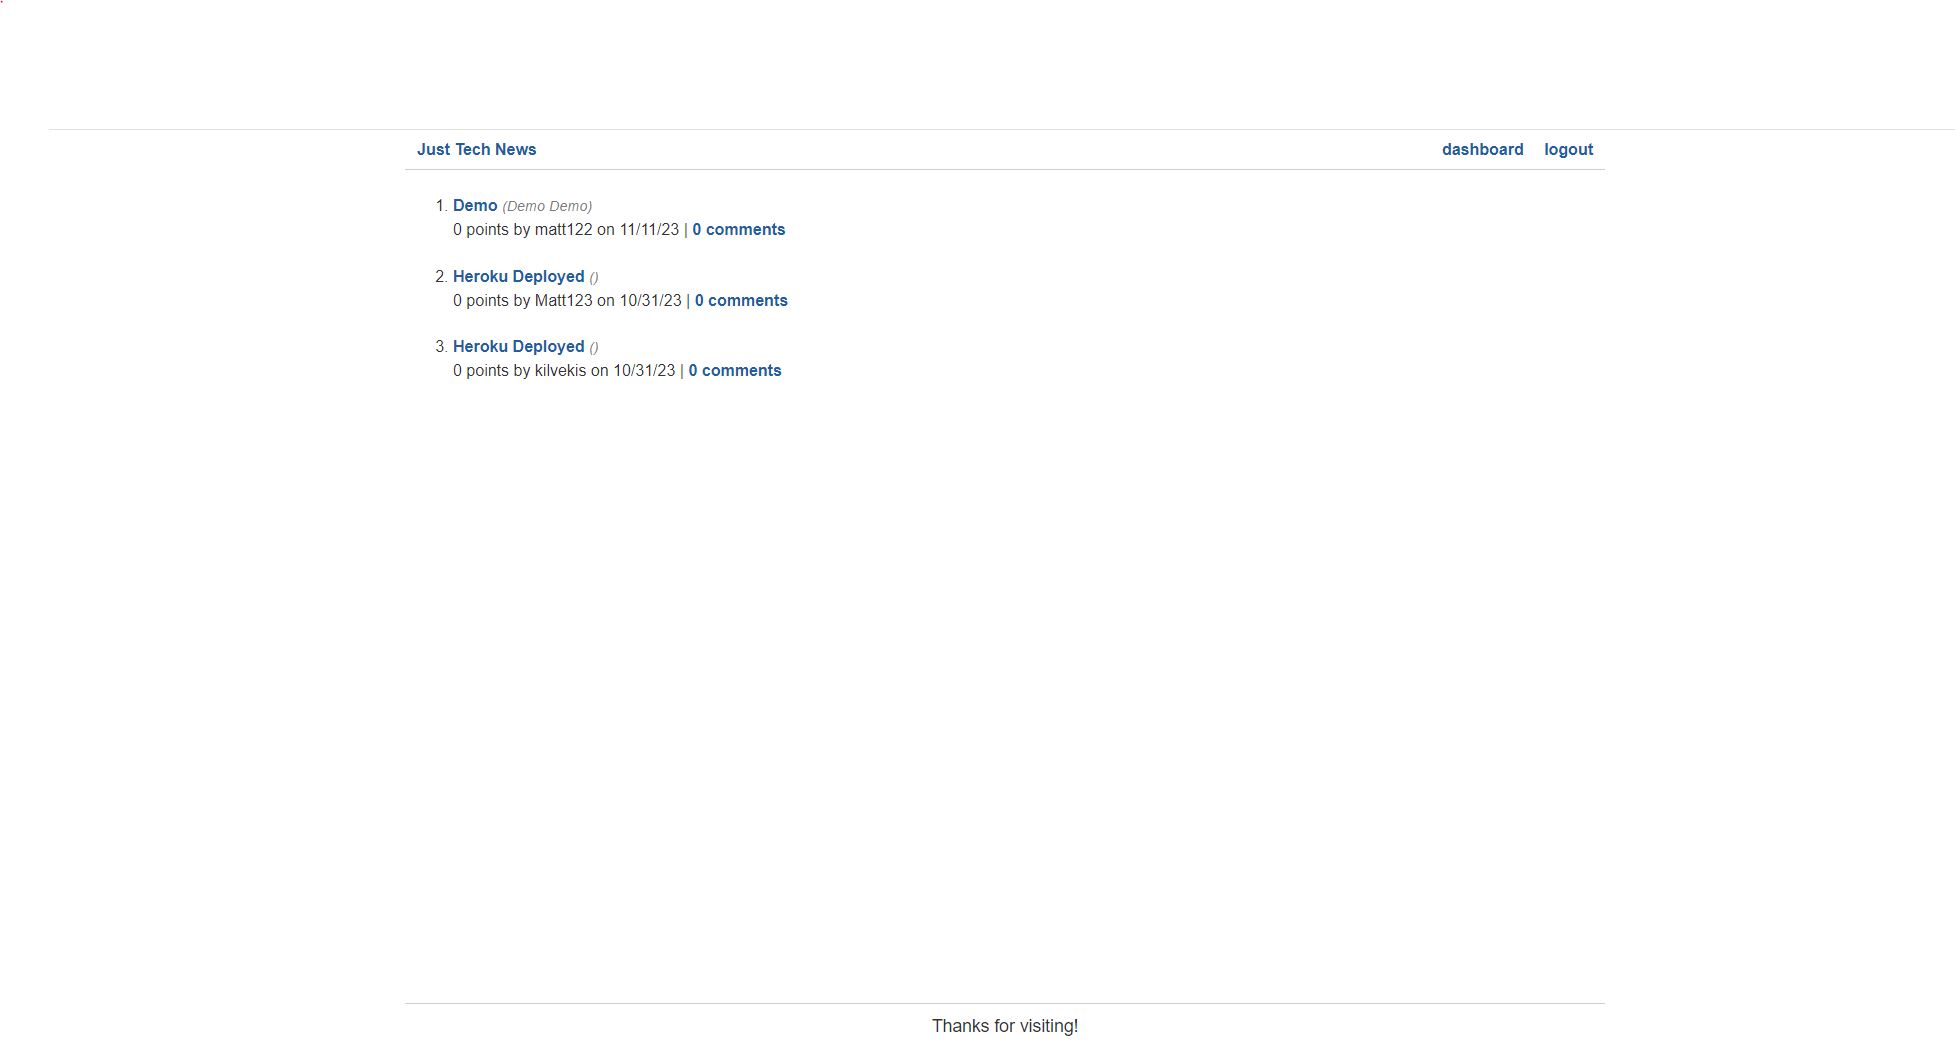 Just Tech News dashboard logout
1. Demo (Demo Demo)
0 points by matt122 on 11/11/23 | 0 comments
2. Heroku Deployed ()
0 points by Matt123 on 10/31/23 | 0 comments
3. Heroku Deployed ()
0 points by kilvekis on 10/31/23 | 0 comments
Thanks for visiting!